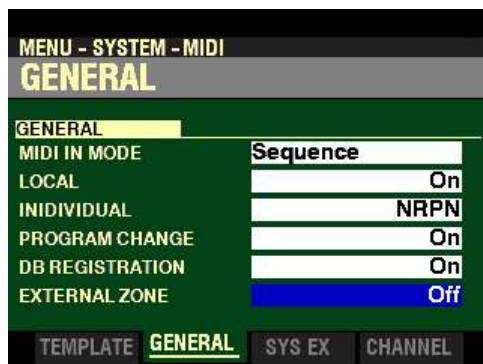 MENU - SYSTEM - MIDI
GENERAL
GENERAL
MIDI IN MODE Sequence
LOCAL On
INIDIVIDUAL NRPN
PROGRAM CHANGE On
DB REGISTRATION On
EXTERNAL ZONE Off
TEMPLATE GENERAL SYS EX CHANNEL